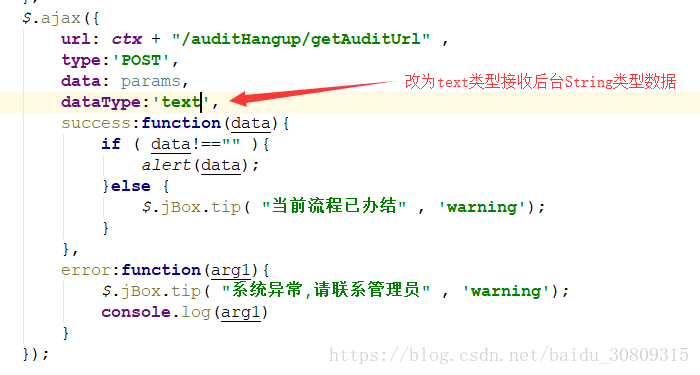 };
$.ajax({
url: ctx + "/auditHangup/getAuditUrl" ,
type:'POST',
data: params,
dataType:'text', 改为text类型接收后台String类型数据
success:function(data){
if ( data!=="" ){
alert(data);
}else {
$.jBox.tip( "当前流程已办结" , 'warning');
}
},
error:function(arg1){
$.jBox.tip( "系统异常,请联系管理员" , 'warning');
console.log(arg1)
}
});
https://blog.csdn.net/baidu_30809315